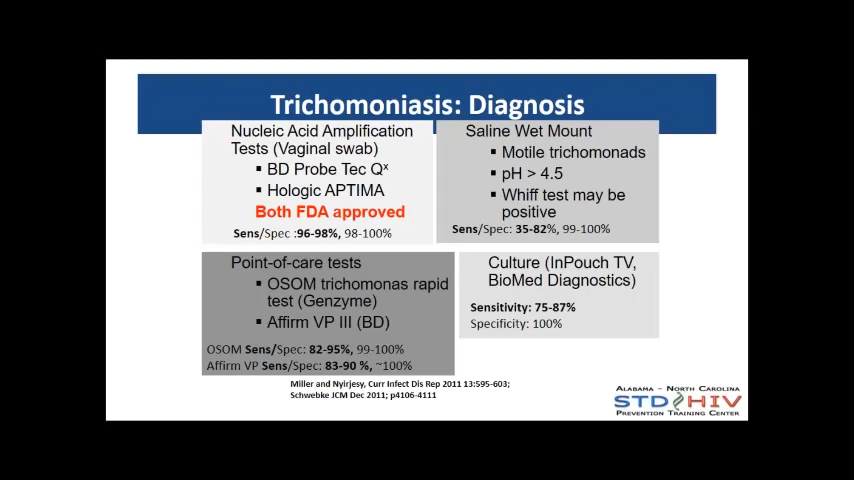 Trichomoniasis: Diagnosis
Nucleic Acid Amplification
Tests (Vaginal swab)
▪ BD Probe Tec Qˣ
▪ Hologic APTIMA
Both FDA approved
Sens/Spec :96-98%, 98-100%
Saline Wet Mount
▪ Motile trichomonads
▪ pH > 4.5
▪ Whiff test may be
positive
Sens/Spec: 35-82%, 99-100%
Point-of-care tests
▪ OSOM trichomonas rapid
test (Genzyme)
▪ Affirm VP III (BD)
OSOM Sens/Spec: 82-95%, 99-100%
Affirm VP Sens/Spec: 83-90 %, ~100%
Culture (InPouch TV,
BioMed Diagnostics)
Sensitivity: 75-87%
Specificity: 100%
Miller and Nyirjesy, Curr Infect Dis Rep 2011 13:595-603;
Schwebke JCM Dec 2011; p4106-4111
ALABAMA – NORTH CAROLINA
STD HIV
PREVENTION TRAINING CENTER